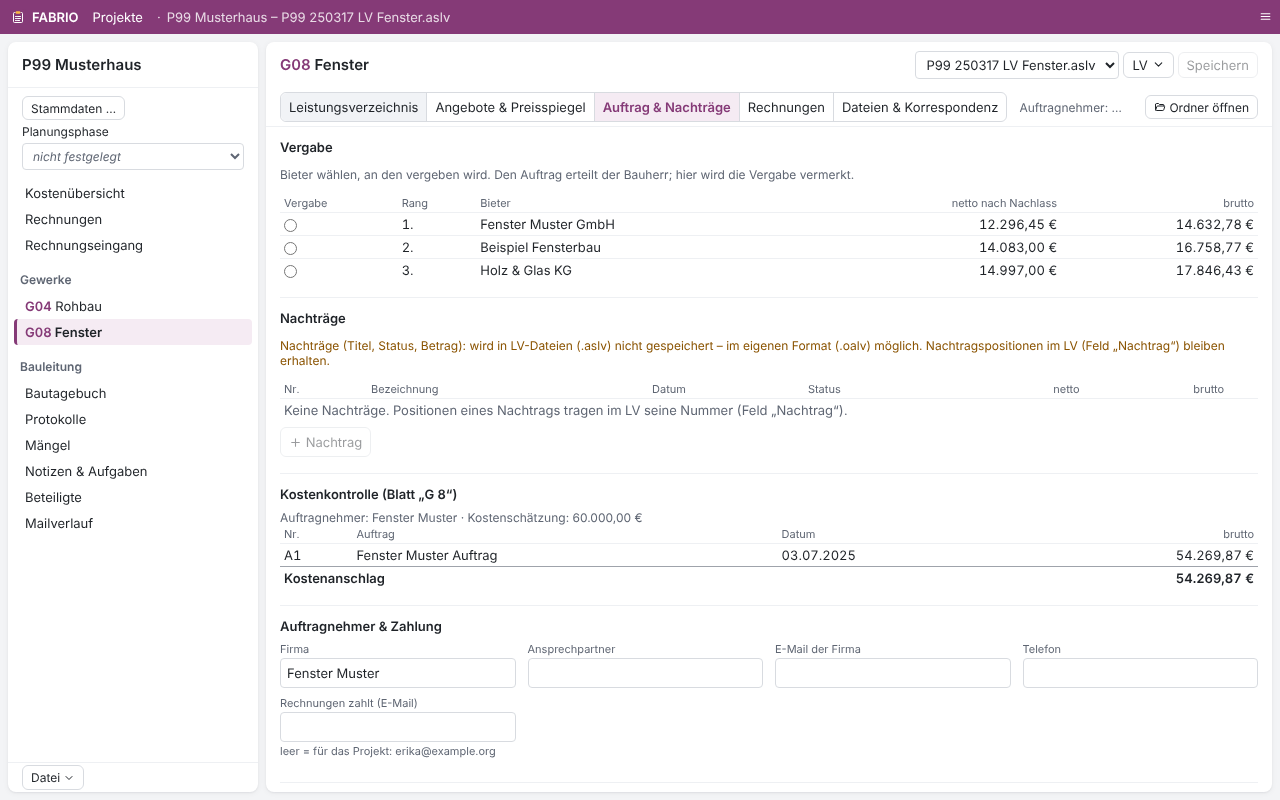 FABRIO Projekte · P99 Musterhaus – P99 250317 LV Fenster.aslv
P99 Musterhaus
Stammdaten ...
Planungsphase
nicht festgelegt
Kostenübersicht
Rechnungen
Rechnungseingang
Gewerke
G04 Rohbau
G08 Fenster
Bauleitung
Bautagebuch
Protokolle
Mängel
Notizen & Aufgaben
Beteiligte
Mailverlauf
Datei
G08 Fenster
P99 250317 LV Fenster.aslv LV Speichern
Leistungsverzeichnis Angebote & Preisspiegel Auftrag & Nachträge Rechnungen Dateien & Korrespondenz Auftragnehmer: ... Ordner öffnen
Vergabe
Bieter wählen, an den vergeben wird. Den Auftrag erteilt der Bauherr; hier wird die Vergabe vermerkt.
Vergabe Rang Bieter netto nach Nachlass brutto
1. Fenster Muster GmbH 12.296,45 € 14.632,78 €
2. Beispiel Fensterbau 14.083,00 € 16.758,77 €
3. Holz & Glas KG 14.997,00 € 17.846,43 €
Nachträge
Nachträge (Titel, Status, Betrag): wird in LV-Dateien (.aslv) nicht gespeichert – im eigenen Format (.oalv) möglich. Nachtragspositionen im LV (Feld „Nachtrag“) bleiben
erhalten.
Nr. Bezeichnung Datum Status netto brutto
Keine Nachträge. Positionen eines Nachtrags tragen im LV seine Nummer (Feld „Nachtrag“).
+ Nachtrag
Kostenkontrolle (Blatt „G 8“)
Auftragnehmer: Fenster Muster · Kostenschätzung: 60.000,00 €
Nr. Auftrag Datum brutto
A1 Fenster Muster Auftrag 03.07.2025 54.269,87 €
Kostenanschlag 54.269,87 €
Auftragnehmer & Zahlung
Firma Ansprechpartner E-Mail der Firma Telefon
Fenster Muster
Rechnungen zahlt (E-Mail)
leer = für das Projekt: erika@example.org